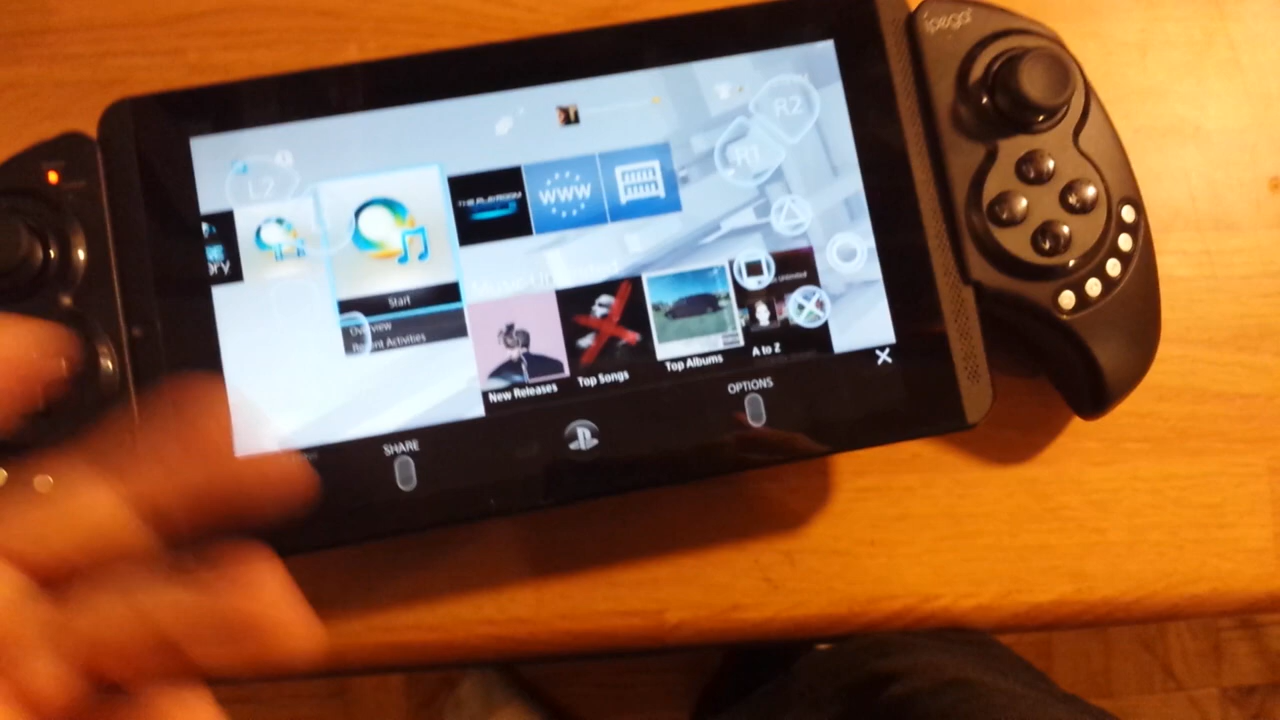 ipega
R2
R1
L2
THE PLAYROOM
WWW
Start
Overview
Recent Activities
New Releases
Top Songs
Top Albums
A to Z
SHARE
OPTIONS